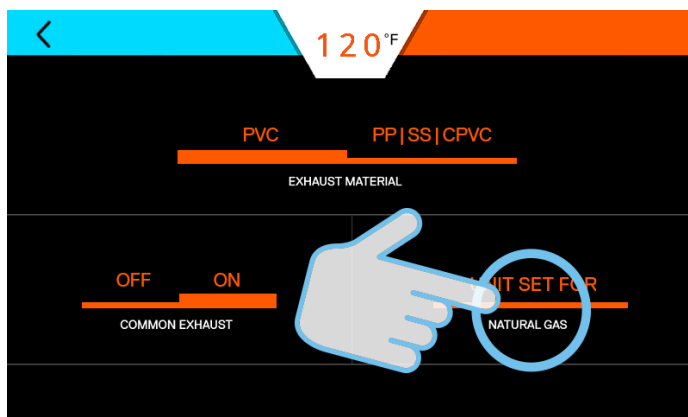 120°F
PVC PP|SS|CPVC
EXHAUST MATERIAL
OFF ON SET FOR
COMMON EXHAUST NATURAL GAS